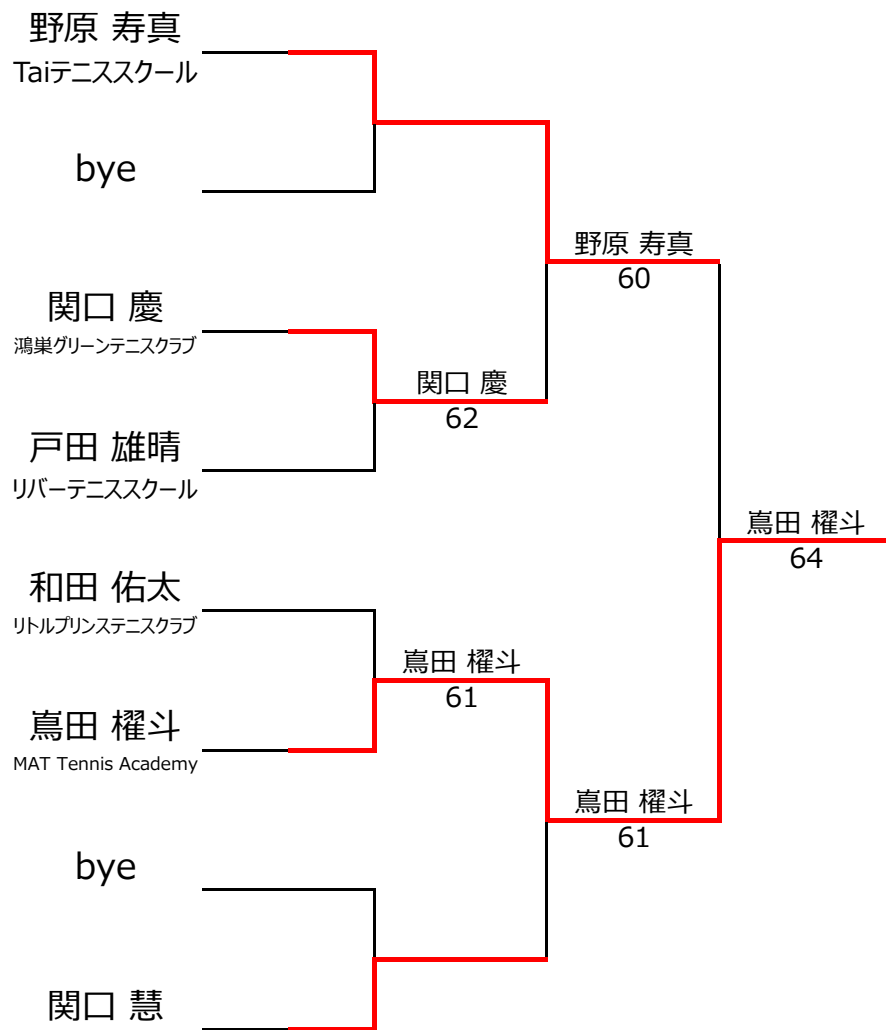 野原 寿真
Taiテニススクール
bye
野原 寿真
60
関口 慶
鴻巣グリーンテニスクラブ
関口 慶
62
戸田 雄晴
リバーテニススクール
嶌田 櫂斗
64
和田 佑太
リトルプリンステニスクラブ
嶌田 櫂斗
61
嶌田 櫂斗
MAT Tennis Academy
嶌田 櫂斗
61
bye
関口 慧